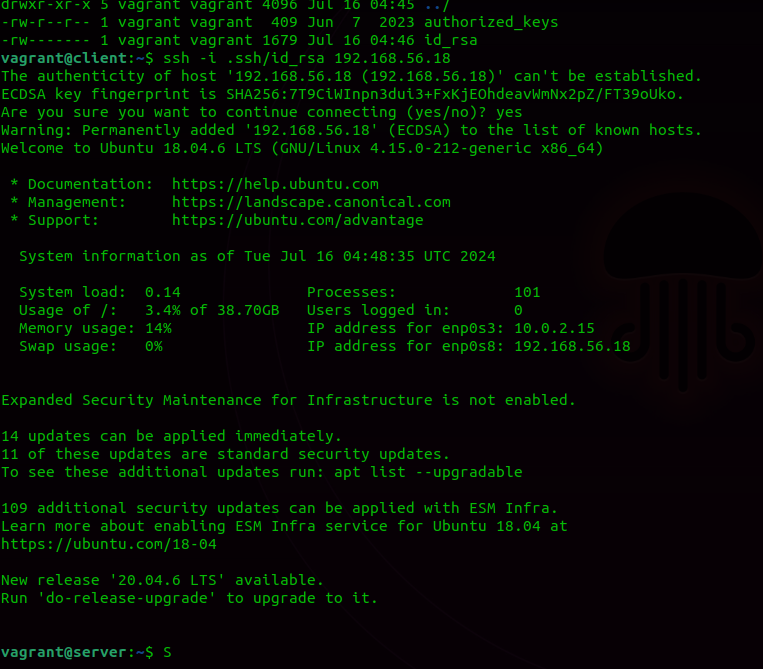 drwxr-xr-x 5 vagrant vagrant 4096 Jul 16 04:45 ../
-rw-r--r-- 1 vagrant vagrant  409 Jun  7  2023 authorized_keys
-rw------- 1 vagrant vagrant 1679 Jul 16 04:46 id_rsa
vagrant@client:~$ ssh -i .ssh/id_rsa 192.168.56.18
The authenticity of host '192.168.56.18 (192.168.56.18)' can't be established.
ECDSA key fingerprint is SHA256:7T9CiWInpn3dui3+FxKjEOhdeavWmNx2pZ/FT39oUko.
Are you sure you want to continue connecting (yes/no)? yes
Warning: Permanently added '192.168.56.18' (ECDSA) to the list of known hosts.
Welcome to Ubuntu 18.04.6 LTS (GNU/Linux 4.15.0-212-generic x86_64)
 * Documentation:  https://help.ubuntu.com
 * Management:     https://landscape.canonical.com
 * Support:        https://ubuntu.com/advantage
  System information as of Tue Jul 16 04:48:35 UTC 2024
  System load:  0.14              Processes:             101
  Usage of /:   3.4% of 38.70GB   Users logged in:       0
  Memory usage: 14%               IP address for enp0s3: 10.0.2.15
  Swap usage:   0%                IP address for enp0s8: 192.168.56.18
Expanded Security Maintenance for Infrastructure is not enabled.
14 updates can be applied immediately.
11 of these updates are standard security updates.
To see these additional updates run: apt list --upgradable
109 additional security updates can be applied with ESM Infra.
Learn more about enabling ESM Infra service for Ubuntu 18.04 at
https://ubuntu.com/18-04
New release '20.04.6 LTS' available.
Run 'do-release-upgrade' to upgrade to it.
vagrant@server:~$ S